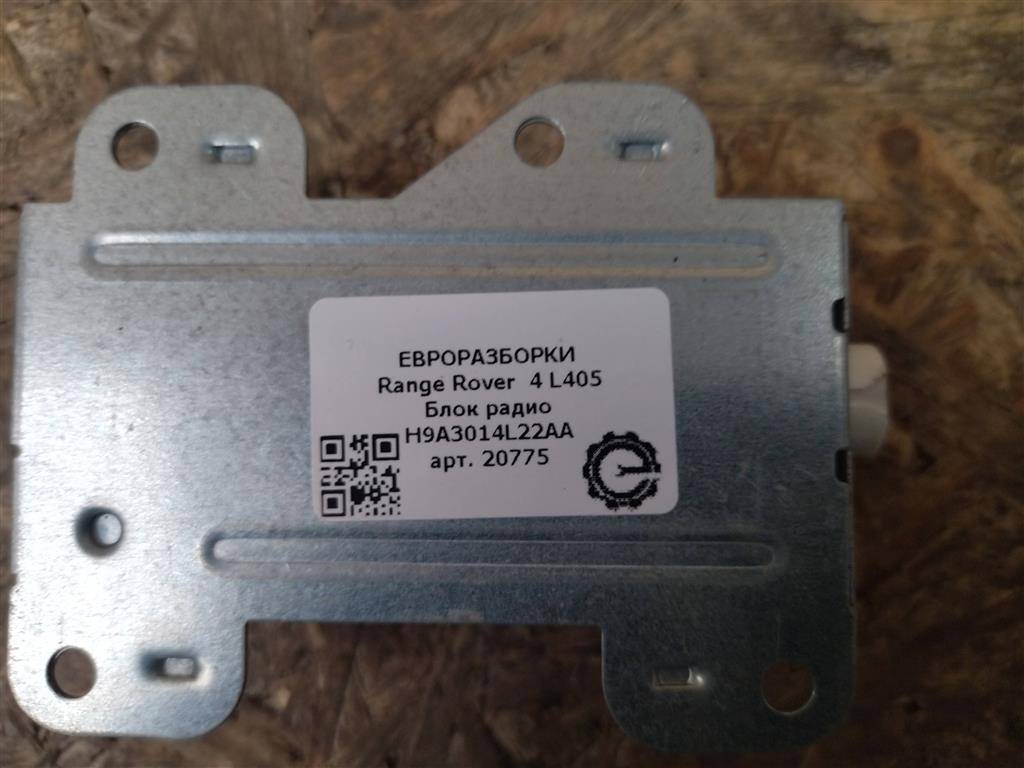 ЕВРОРАЗБОРКИ
Range Rover 4 L405
Блок радио
H9A3014L22AA
арт. 20775